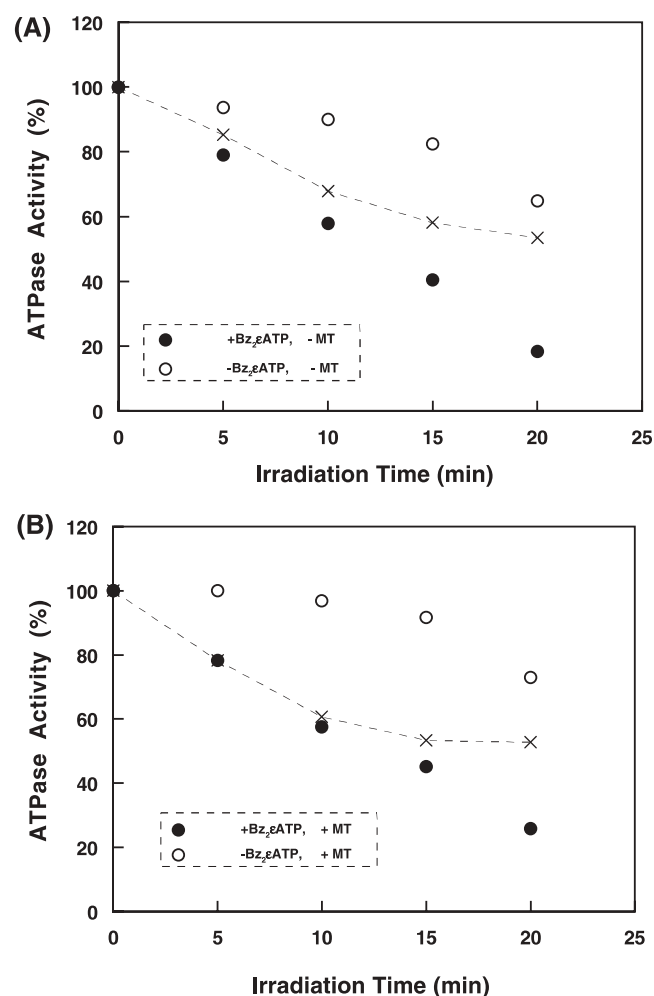 (A)
120
100
80
60
40
20
0
ATPase Activity (%)
+Bz₂εATP, - MT
-Bz₂εATP, - MT
0 5 10 15 20 25
Irradiation Time (min)
(B)
120
100
80
60
40
20
0
ATPase Activity (%)
+Bz₂εATP, + MT
-Bz₂εATP, + MT
0 5 10 15 20 25
Irradiation Time (min)